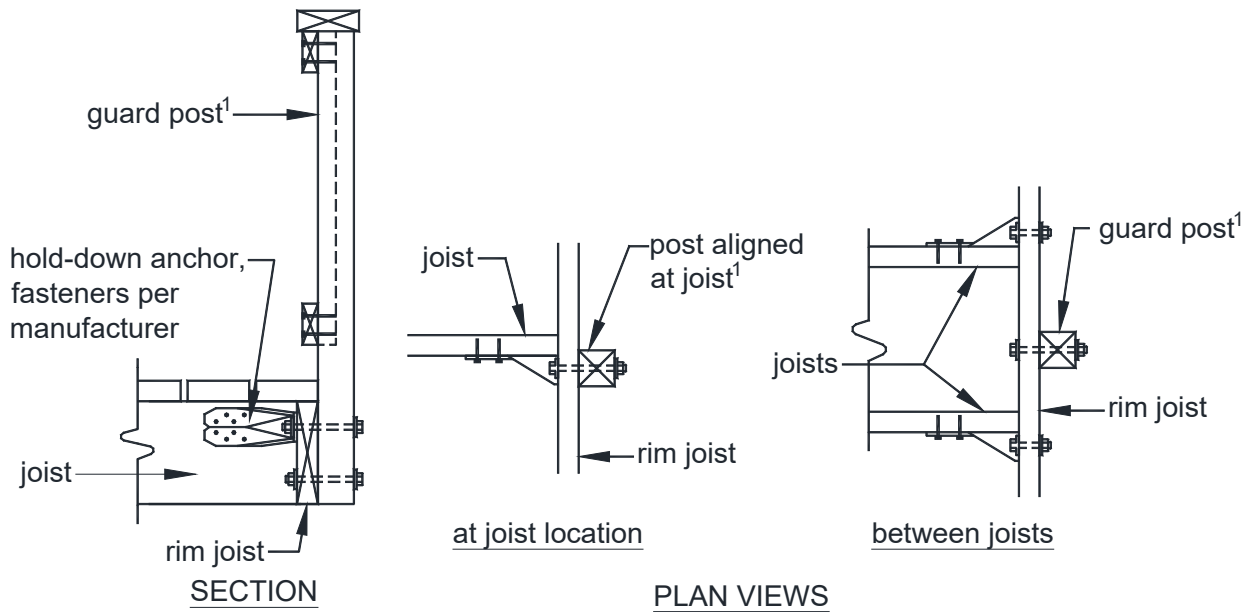 guard post¹
hold-down anchor,
fasteners per
manufacturer
joist
rim joist
SECTION
joist
post aligned
at joist¹
rim joist
at joist location
guard post¹
joists
rim joist
between joists
PLAN VIEWS